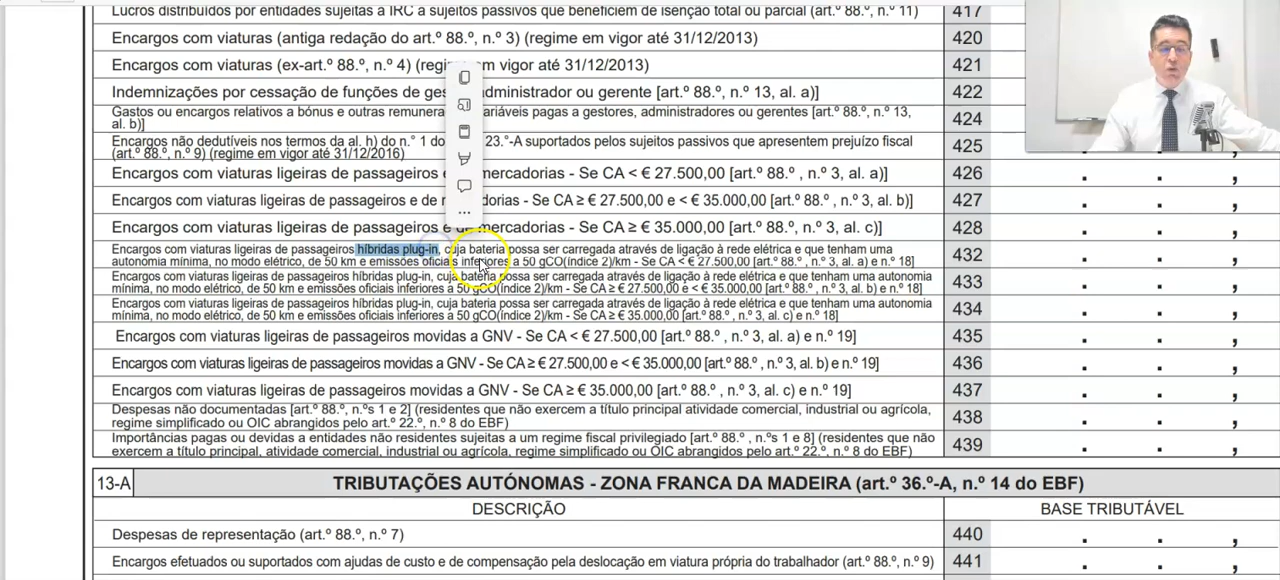 Lucros distribuídos por entidades sujeitas a IRC a sujeitos passivos que beneficiem de isenção total ou parcial (art.º 88.º, n.º 11) 417
Encargos com viaturas (antiga redação do art.º 88.º, n.º 3) (regime em vigor até 31/12/2013) 420
Encargos com viaturas (ex-art.º 88.º, n.º 4) (reg em vigor até 31/12/2013) 421
Indemnizações por cessação de funções de ges administrador ou gerente [art.º 88.º, n.º 13, al. a)] 422
Gastos ou encargos relativos a bónus e outras remunera variáveis pagas a gestores, administradores ou gerentes [art.º 88.º, n.º 13,
al. b)] 424
Encargos não dedutíveis nos termos da al. h) do n.° 1 do 23.°-A suportados pelos sujeitos passivos que apresentem prejuízo fiscal
(art.º 88.º, n.º 9) (regime em vigor até 31/12/2016) 425 . . ,
Encargos com viaturas ligeiras de passageiros e mercadorias - Se CA < € 27.500,00 [art.º 88.º , n.º 3, al. a)] 426 . . ,
Encargos com viaturas ligeiras de passageiros e de mercadorias - Se CA ≥ € 27.500,00 e < € 35.000,00 [art.º 88.º , n.º 3, al. b)] 427 . . ,
Encargos com viaturas ligeiras de passageiros e de mercadorias - Se CA ≥ € 35.000,00 [art.º 88.º , n.º 3, al. c)] 428 . . ,
Encargos com viaturas ligeiras de passageiros híbridas plug-in, cuja bateria possa ser carregada através de ligação à rede elétrica e que tenham uma
autonomia mínima, no modo elétrico, de 50 km e emissões oficiais inferiores a 50 gCO(índice 2)/km - Se CA < € 27.500,00 [art.º 88.º , n.º 3, al. a) e n.º 18] 432 . . ,
Encargos com viaturas ligeiras de passageiros híbridas plug-in, cuja bateria possa ser carregada através de ligação à rede elétrica e que tenham uma autonomia
mínima, no modo elétrico, de 50 km e emissões oficiais inferiores a 50 gCO(índice 2)/km - Se CA ≥ € 27.500,00 e < € 35.000,00 [art.º 88.º , n.º 3, al. b) e n.º 18] 433 . . ,
Encargos com viaturas ligeiras de passageiros híbridas plug-in, cuja bateria possa ser carregada através de ligação à rede elétrica e que tenham uma autonomia
mínima, no modo elétrico, de 50 km e emissões oficiais inferiores a 50 gCO(índice 2)/km - Se CA ≥ € 35.000,00 [art.º 88.º , n.º 3, al. c) e n.º 18] 434 . . ,
Encargos com viaturas ligeiras de passageiros movidas a GNV - Se CA < € 27.500,00 [art.º 88.º , n.º 3, al. a) e n.º 19] 435 . . ,
Encargos com viaturas ligeiras de passageiros movidas a GNV - Se CA ≥ € 27.500,00 e < € 35.000,00 [art.º 88.º , n.º 3, al. b) e n.º 19] 436 . . ,
Encargos com viaturas ligeiras de passageiros movidas a GNV - Se CA ≥ € 35.000,00 [art.º 88.º , n.º 3, al. c) e n.º 19] 437 . . ,
Despesas não documentadas [art.º 88.º, n.ºs 1 e 2] (residentes que não exercem a título principal atividade comercial, industrial ou agrícola,
regime simplificado ou OIC abrangidos pelo art.º 22.º, n.º 8 do EBF) 438 . . ,
Importâncias pagas ou devidas a entidades não residentes sujeitas a um regime fiscal privilegiado [art.º 88.º , n.ºs 1 e 8] (residentes que não
exercem a título principal, atividade comercial, industrial ou agrícola, regime simplificado ou OIC abrangidos pelo art.º 22.º, n.º 8 do EBF) 439 . . ,
13-A TRIBUTAÇÕES AUTÓNOMAS - ZONA FRANCA DA MADEIRA (art.º 36.º-A, n.º 14 do EBF)
DESCRIÇÃO BASE TRIBUTÁVEL
Despesas de representação (art.º 88.º, n.º 7) 440 . . ,
Encargos efetuados ou suportados com ajudas de custo e de compensação pela deslocação em viatura própria do trabalhador (art.º 88.º, n.º 9) 441 . . ,